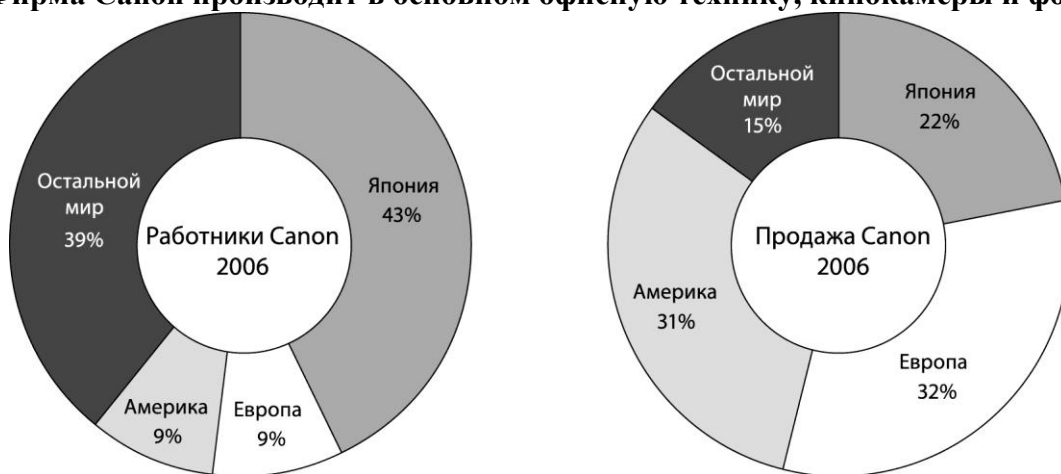 Фирма Canon производит в основном офисную технику, кинокамеры и
Остальной
мир
39%
Япония
43%
Работники Canon
2006
Америка
9%
Европа
9%
Остальной
мир
15%
Япония
22%
Продажа Canon
2006
Америка
31%
Европа
32%